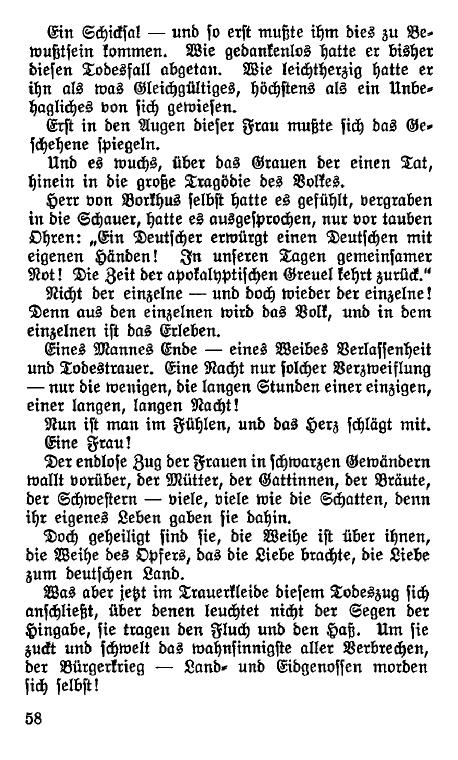 Ein Schicksal — und so erst mußte ihm dies zu Be-
wußtsein kommen. Wie gedankenlos hatte er bisher
diesen Todesfall abgetan. Wie leichtherzig hatte er
ihn als was Gleichgültiges, höchstens als ein Unbe-
hagliches von sich gewiesen.
Erst in den Augen dieser Frau mußte sich das Ge-
schehene spiegeln.
Und es wuchs, über das Grauen der einen Tat,
hinein in die große Tragödie des Volkes.
Herr von Borkhus selbst hatte es gefühlt, vergraben
in die Schauer, hatte es ausgesprochen, nur vor tauben
Ohren: „Ein Deutscher erwürgt einen Deutschen mit
eigenen Händen! In unseren Tagen gemeinsamer
Not! Die Zeit der apokalyptischen Greuel kehrt zurück.“
Nicht der einzelne — und doch wieder der einzelne!
Denn aus den einzelnen wird das Volk, und in dem
einzelnen ist das Erleben.
Eines Mannes Ende — eines Weibes Verlassenheit
und Todestrauer. Eine Nacht nur solcher Verzweiflung
— nur die wenigen, die langen Stunden einer einzigen,
einer langen, langen Nacht!
Nun ist man im Fühlen, und das Herz schlägt mit.
Eine Frau!
Der endlose Zug der Frauen in schwarzen Gewändern
wallt vorüber, der Mütter, der Gattinnen, der Bräute,
der Schwestern — viele, viele wie die Schatten, denn
ihr eigenes Leben gaben sie dahin.
Doch geheiligt sind sie, die Weihe ist über ihnen,
die Weihe des Opfers, das die Liebe brachte, die Liebe
zum deutschen Land.
Was aber jetzt im Trauerkleide diesem Todeszug sich
anschließt, über denen leuchtet nicht der Segen der
Hingabe, sie tragen den Fluch und den Haß. Um sie
zuckt und schwelt das wahnsinnigste aller Verbrechen,
der Bürgerkrieg — Land- und Eidgenossen morden
sich selbst!
58